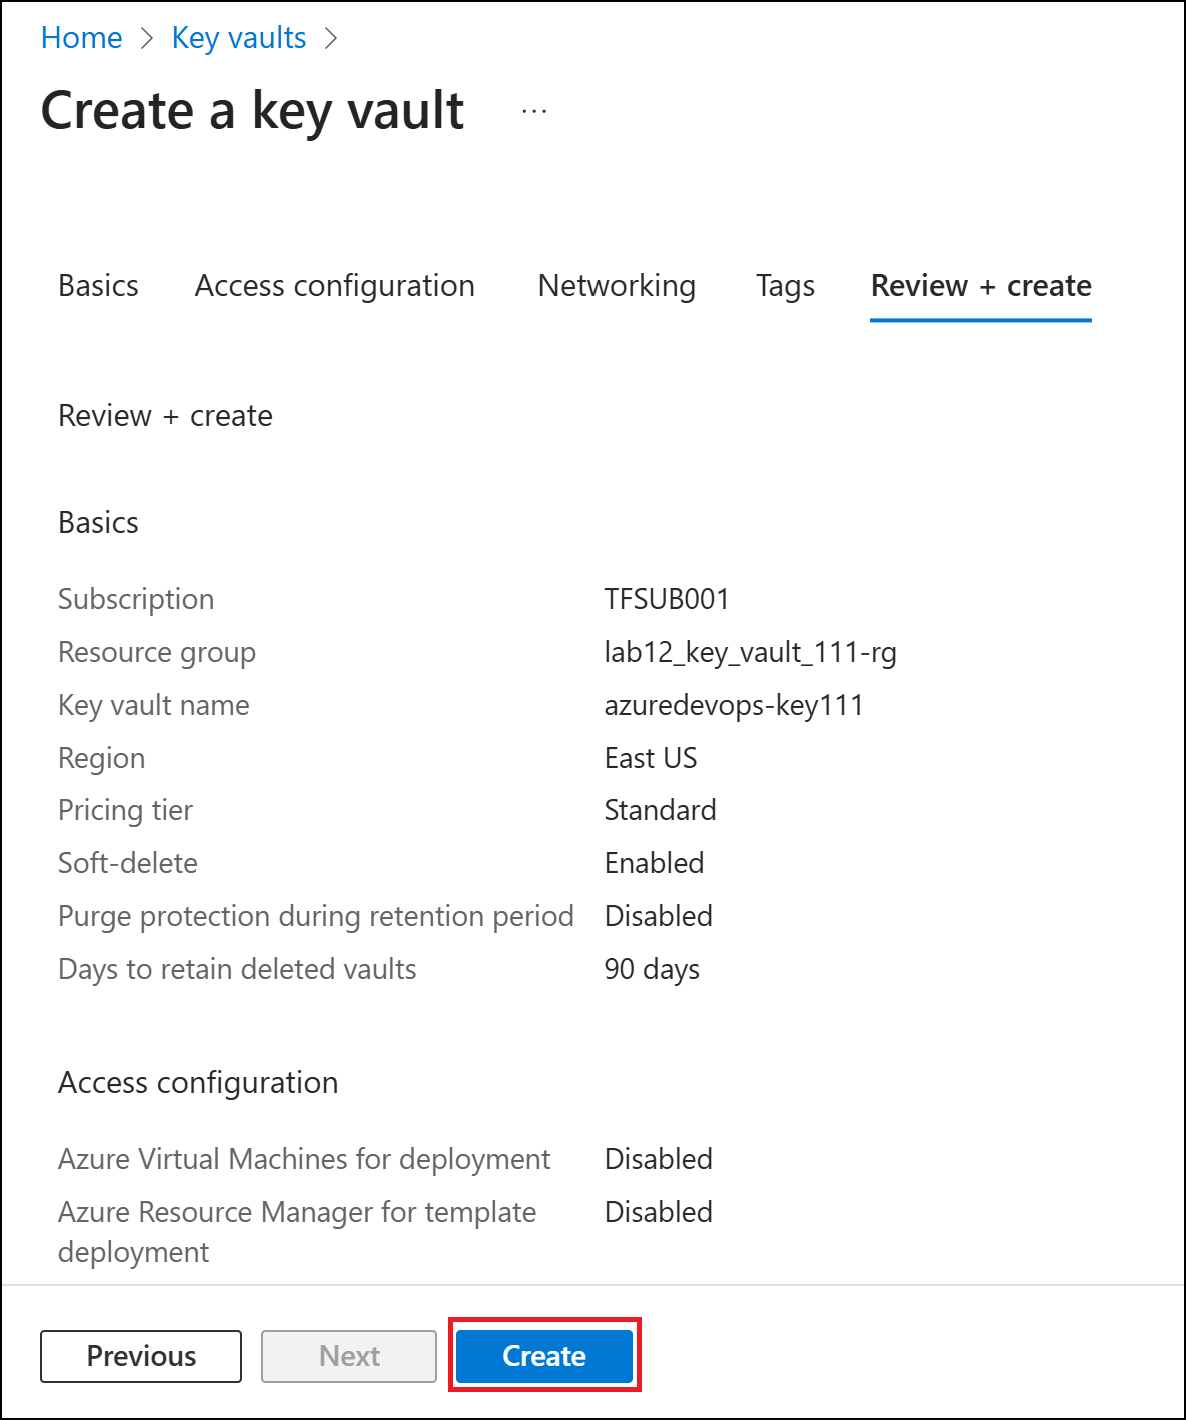 Home > Key vaults >
Create a key vault ...
Basics Access configuration Networking Tags Review + create
Review + create
Basics
Subscription TFSUB001
Resource group lab12_key_vault_111-rg
Key vault name azuredevops-key111
Region East US
Pricing tier Standard
Soft-delete Enabled
Purge protection during retention period Disabled
Days to retain deleted vaults 90 days
Access configuration
Azure Virtual Machines for deployment Disabled
Azure Resource Manager for template Disabled
deployment
Previous Next Create